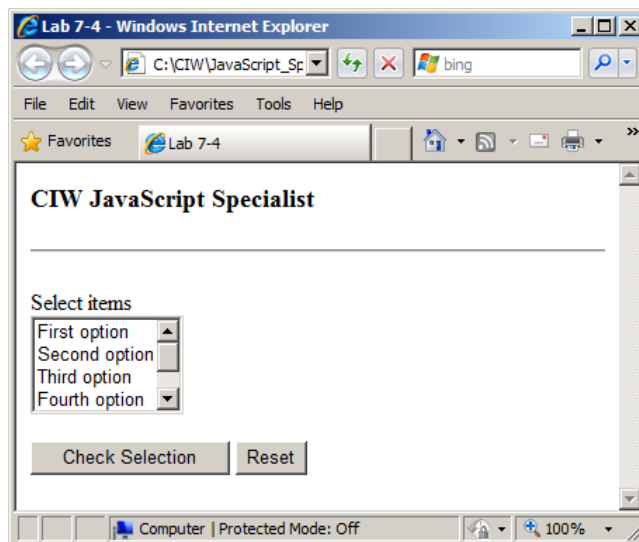 Lab 7-4 - Windows Internet Explorer
C:\CIW\JavaScript_Sp
bing
File Edit View Favorites Tools Help
Favorites Lab 7-4 »
CIW JavaScript Specialist
Select items
First option
Second option
Third option
Fourth option
Check Selection Reset
Computer | Protected Mode: Off 100%